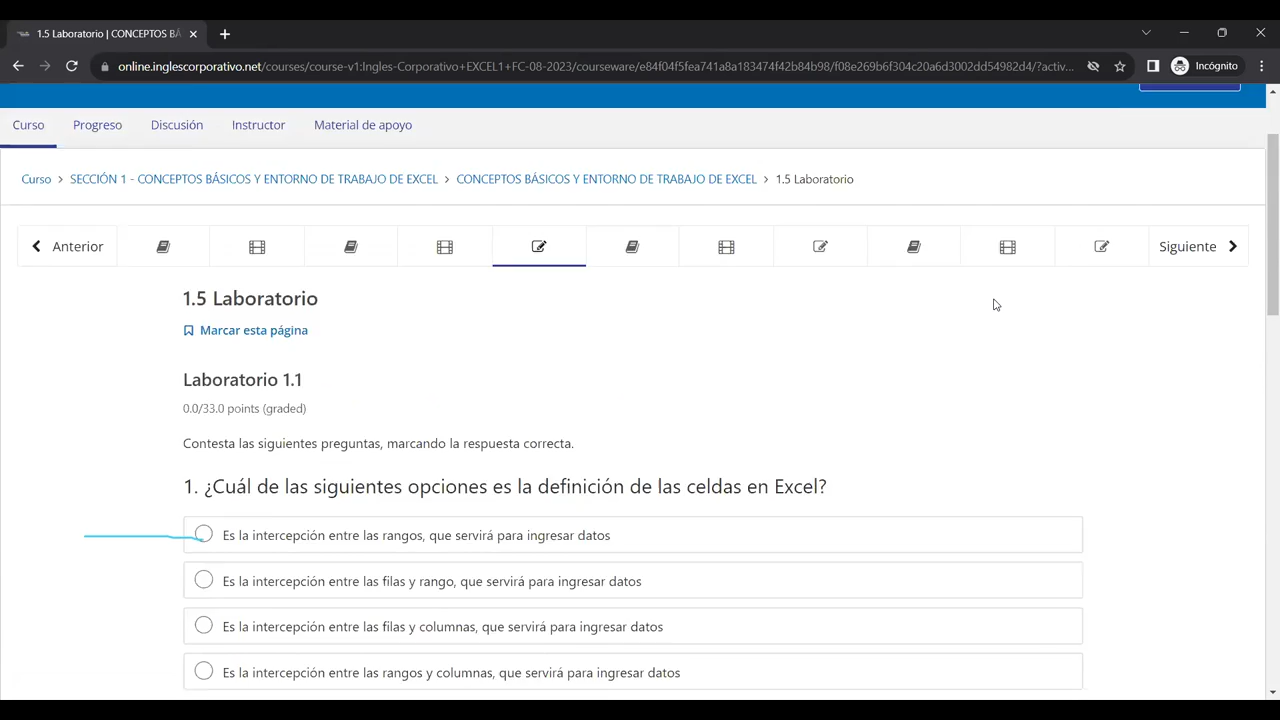 1.5 Laboratorio | CONCEPTOS BÁ
online.inglescorporativo.net/courses/course-v1:Ingles-Corporativo+EXCEL1+FC-08-2023/courseware/e84f04f5fea741a8a183474f42b84b98/f08e269b6f304c20a6d3002dd54982d4/?activ...
Incógnito
Curso Progreso Discusión Instructor Material de apoyo
Curso > SECCIÓN 1 - CONCEPTOS BÁSICOS Y ENTORNO DE TRABAJO DE EXCEL > CONCEPTOS BÁSICOS Y ENTORNO DE TRABAJO DE EXCEL > 1.5 Laboratorio
Anterior Siguiente
1.5 Laboratorio
Marcar esta página
Laboratorio 1.1
0.0/33.0 points (graded)
Contesta las siguientes preguntas, marcando la respuesta correcta.
1. ¿Cuál de las siguientes opciones es la definición de las celdas en Excel?
Es la intercepción entre las rangos, que servirá para ingresar datos
Es la intercepción entre las filas y rango, que servirá para ingresar datos
Es la intercepción entre las filas y columnas, que servirá para ingresar datos
Es la intercepción entre las rangos y columnas, que servirá para ingresar datos